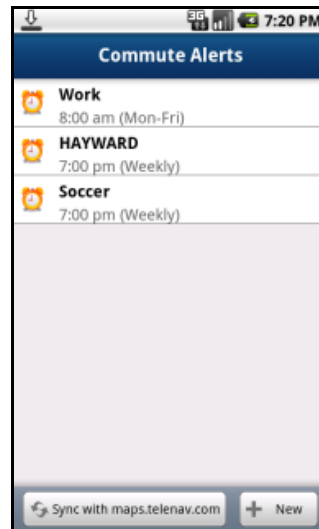 3G 7:20 PM
Commute Alerts
Work
8:00 am (Mon-Fri)
HAYWARD
7:00 pm (Weekly)
Soccer
7:00 pm (Weekly)
Sync with maps.telenav.com
New